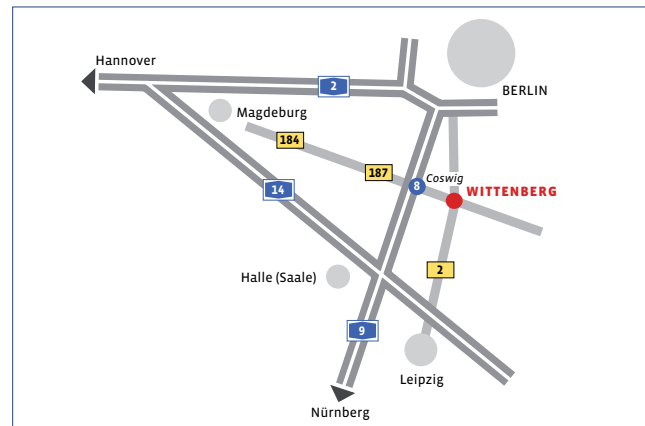 Hannover
2
BERLIN
Magdeburg
184
187
Coswig
8
WITTENBERG
14
2
Halle (Saale)
9
Leipzig
Nürnberg